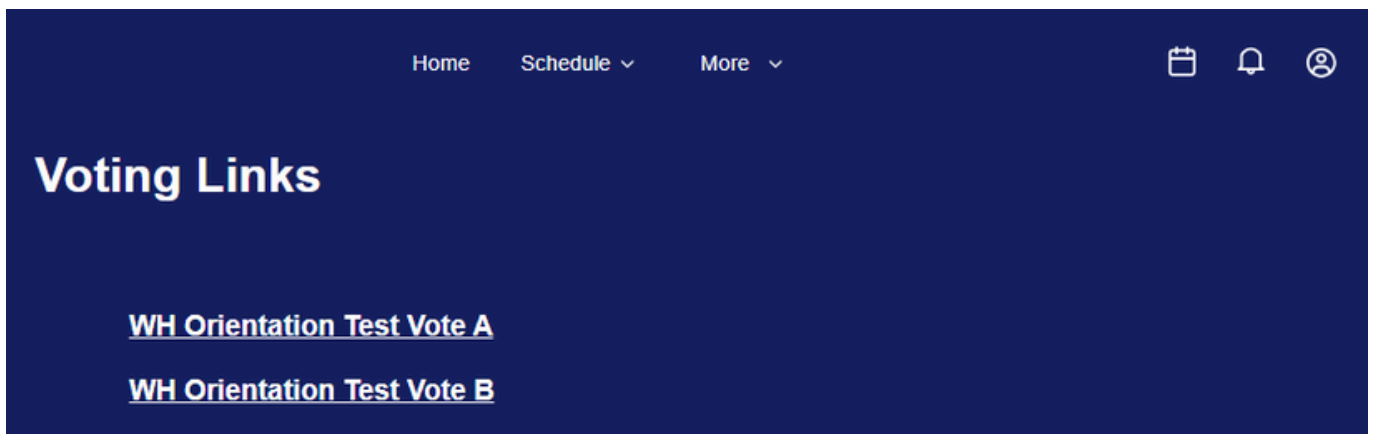 Home Schedule More
Voting Links
WH Orientation Test Vote A
WH Orientation Test Vote B